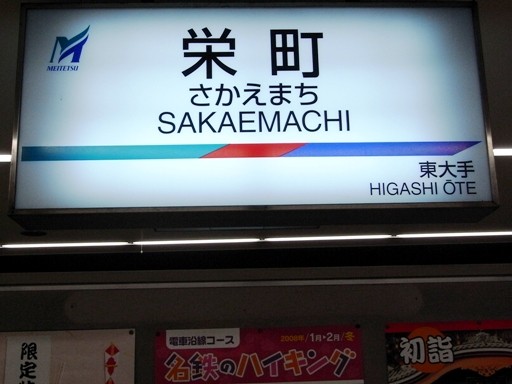 MEITETSU
栄町
さかえまち
SAKAEMACHI
東大手
HIGASHI ŌTE
限定
電車沿線コース
2009年/1月・2月/冬
名鉄のハイキング
初詣